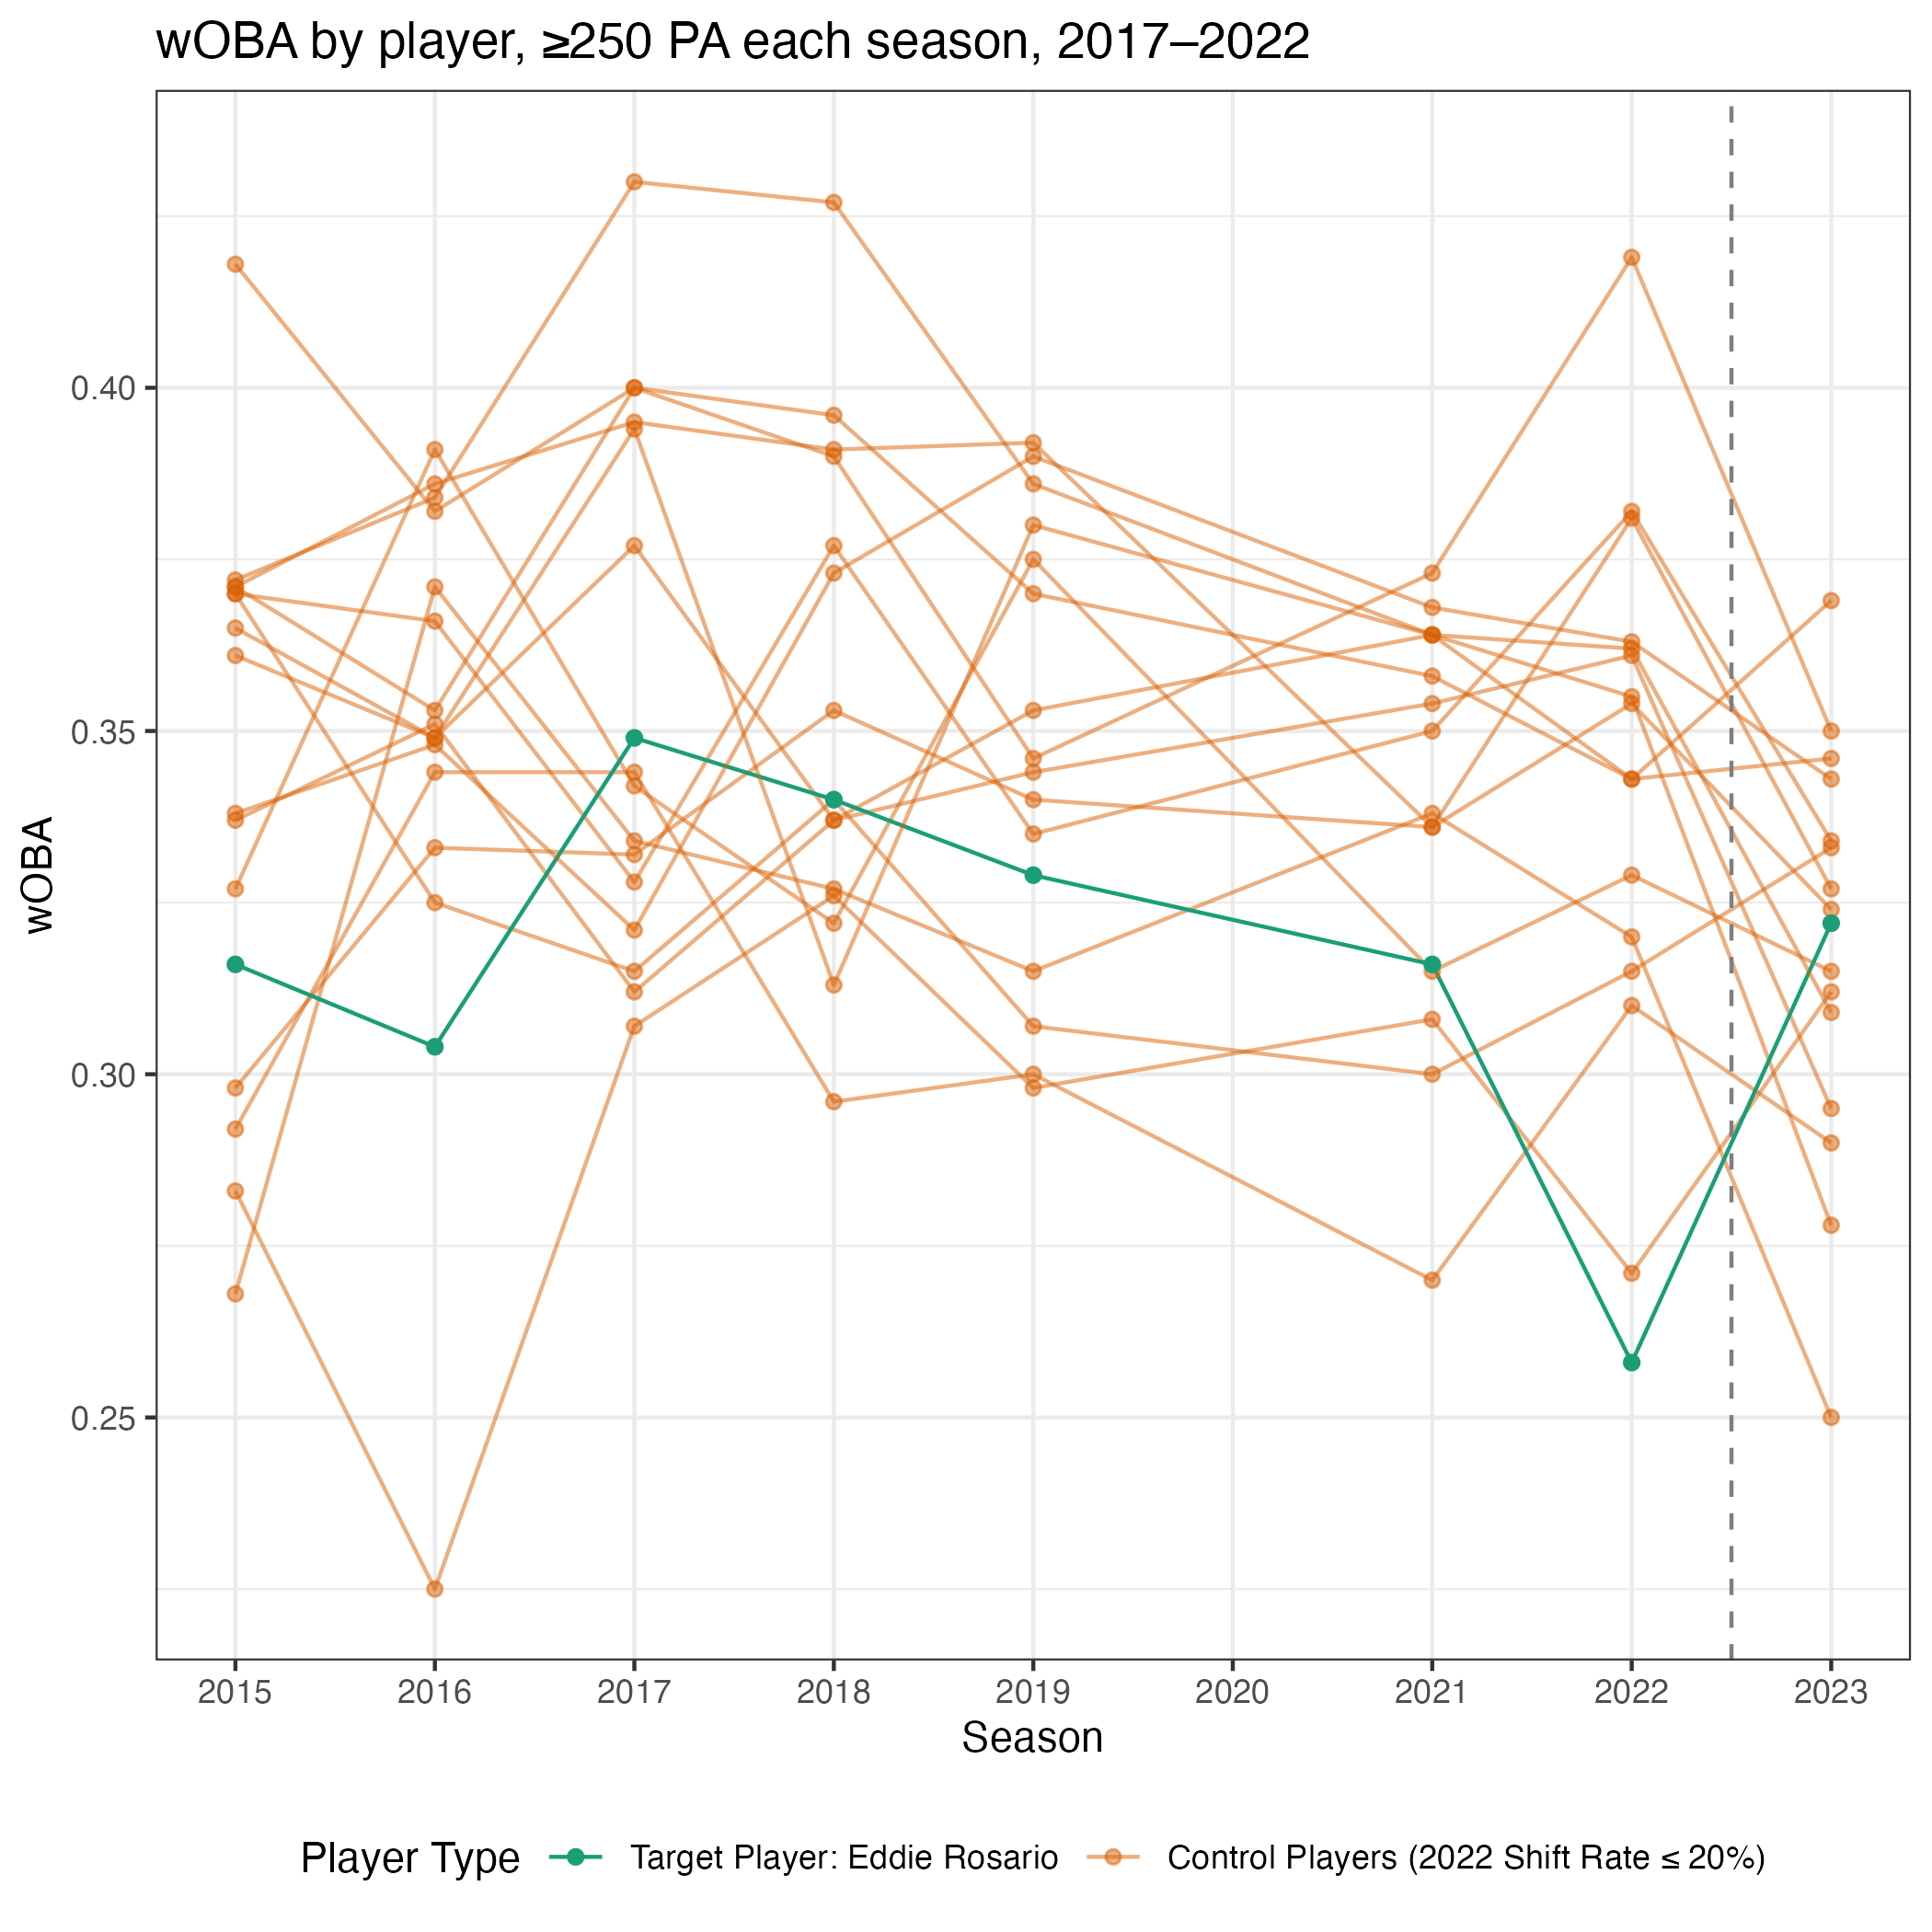 wOBA by player, ≥250 PA each season, 2017–2022
wOBA
0.40
0.35
0.30
0.25
2015 2016 2017 2018 2019 2020 2021 2022 2023
Season
Player Type Target Player: Eddie Rosario Control Players (2022 Shift Rate ≤ 20%)